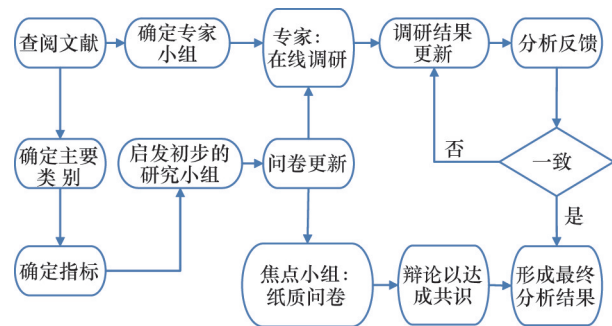 查阅文献
确定专家
小组
专家：
在线调研
调研结果
更新
分析反馈
确定主要
类 别
启发初步的
研究小组
问卷更新
否
一致
是
确定指标
焦点小组：
纸质问卷
辩论以达
成共识
形成最终
分析结果